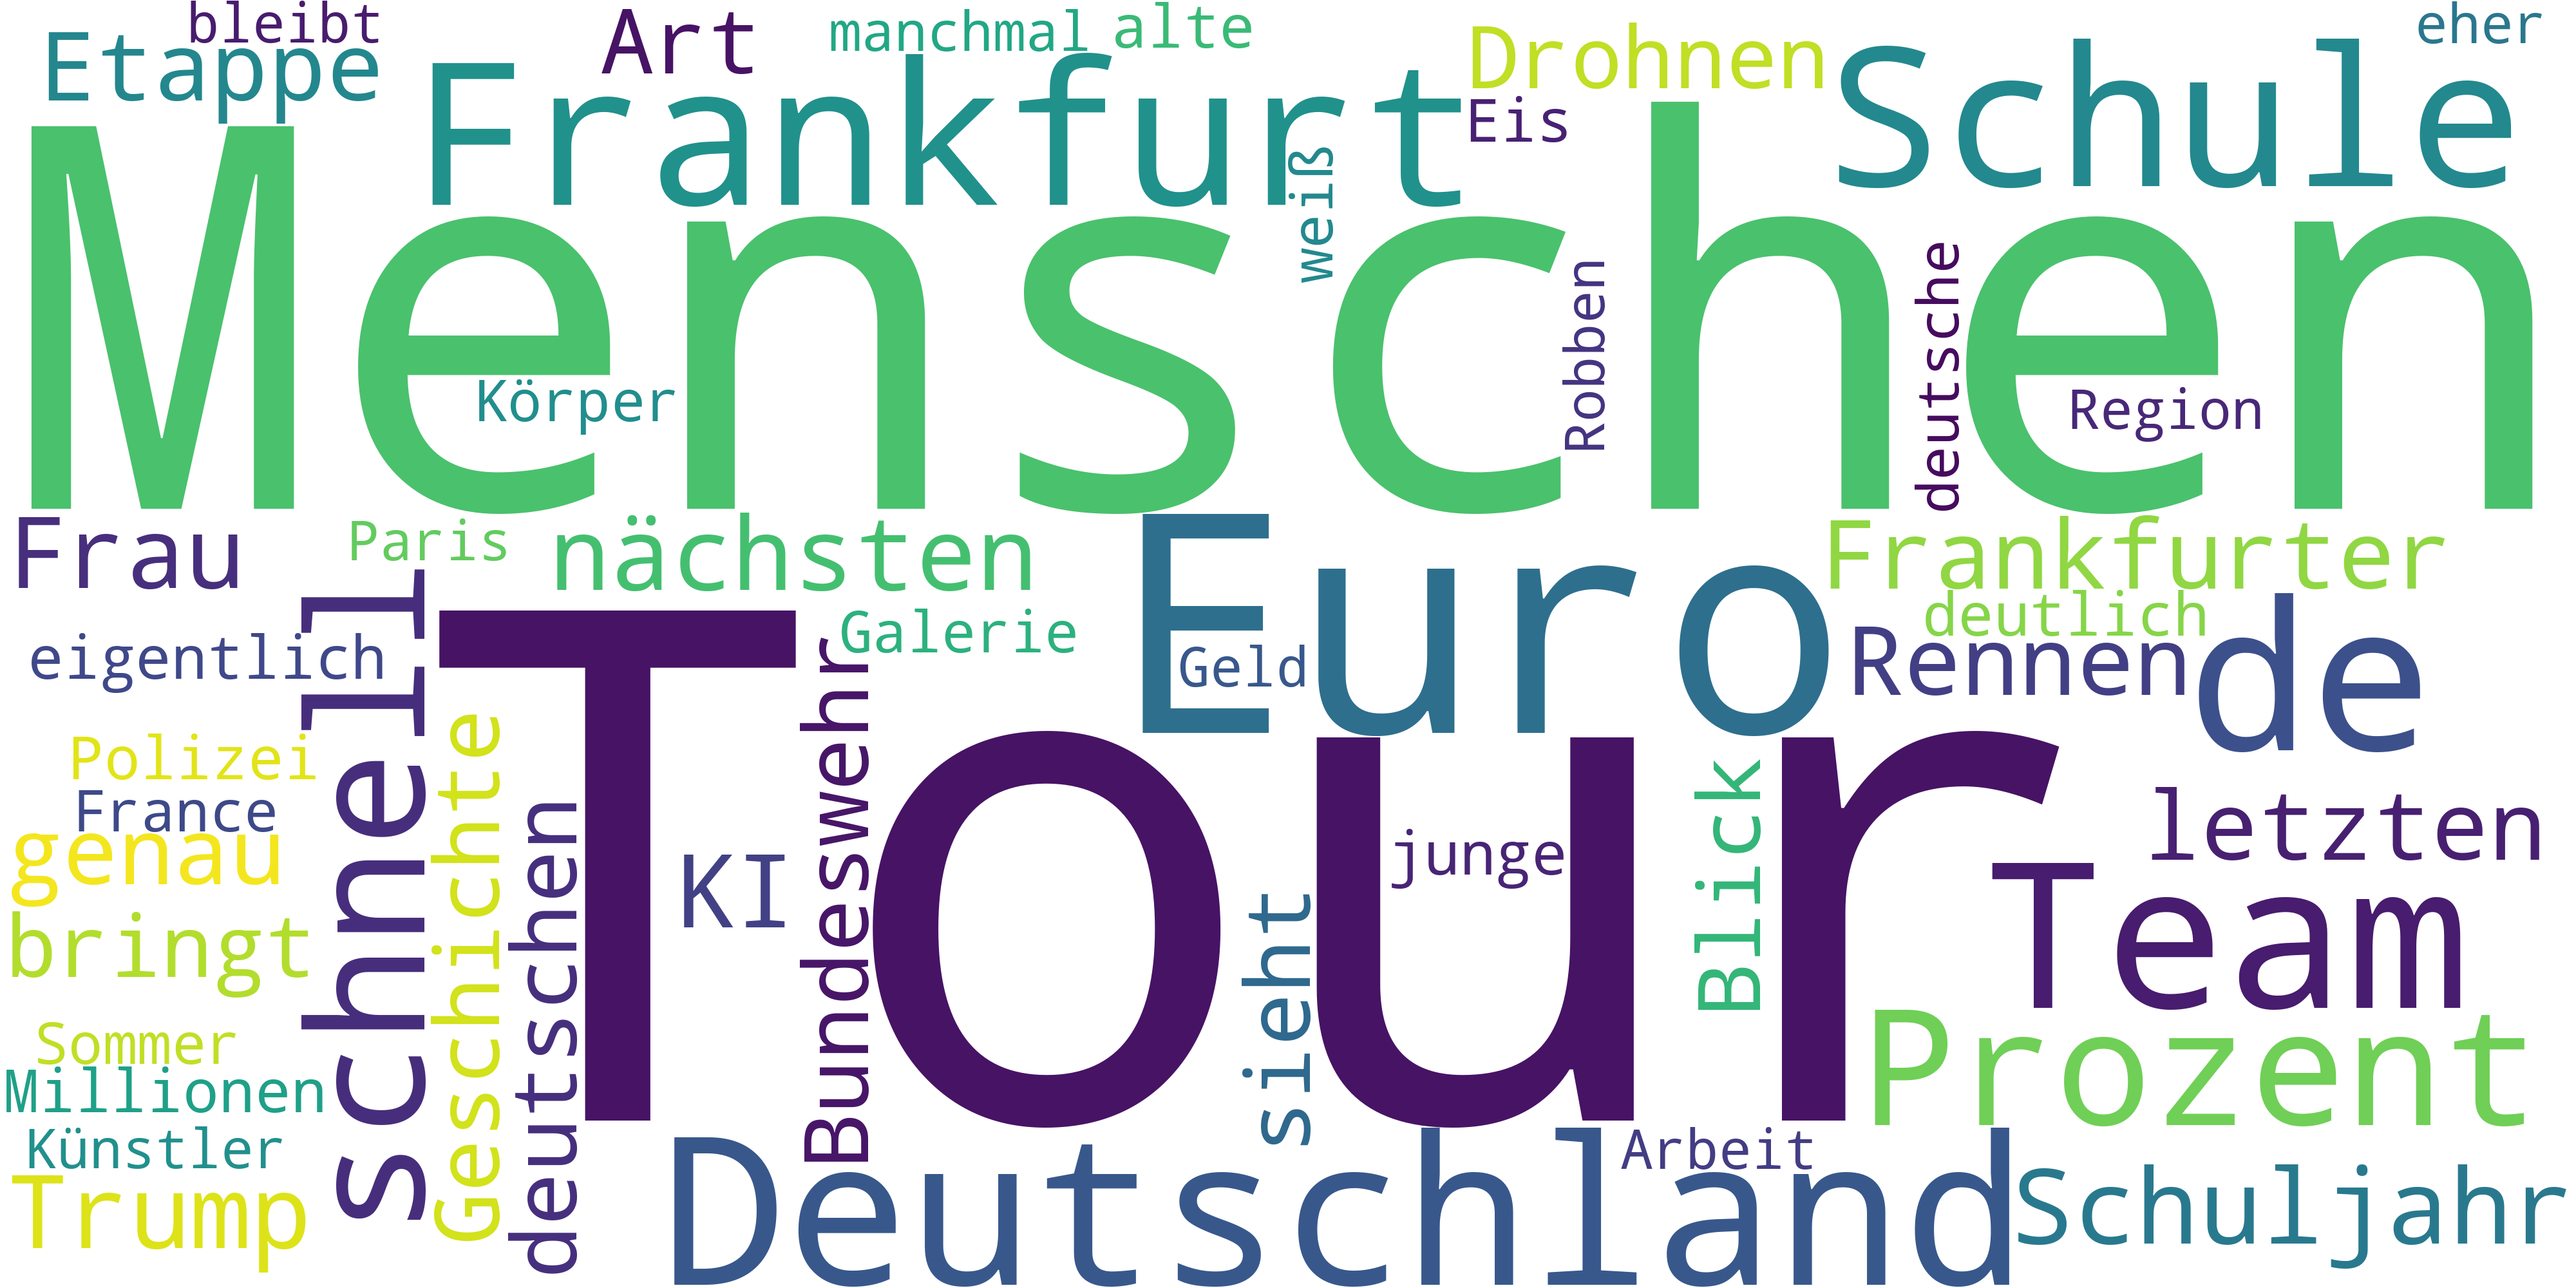 bleibt
Etappe
Art
manchmal
alte
Drohnen
eher
Frankfurt
Eis
Schule
Menschen
weiß
Robben
deutsche
Körper
Region
Frau
Paris
nächsten
Euro
Frankfurter
deutlich
eigentlich
Galerie
Geld
Rennen
de
schnell
Tour
Polizei
France
genau
Geschichte
deutschen
KI
Bundeswehr
junge
Blick
letzten
bringt
sieht
Team
Sommer
Millionen
Prozent
Künstler
Trump
Deutschland
Arbeit
Schuljahr